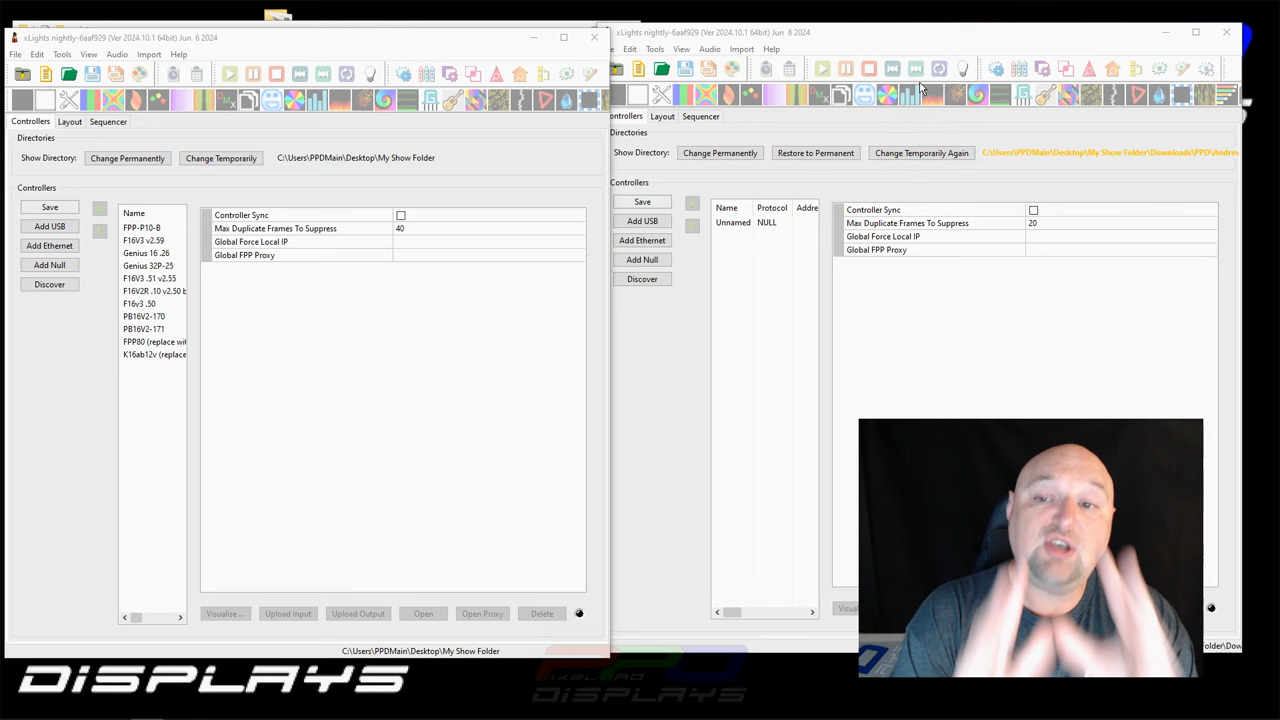 xLights nightly-6aaf929 (Ver 2024.10.1 64bit) Jun 6 2024
File Edit Tools View Audio Import Help
Controllers Layout Sequencer
Directories
Show Directory: Change Permanently Change Temporarily C:\Users\PPDMain\Desktop\My Show Folder
Controllers
Save
Add USB
Add Ethernet
Add Null
Discover
Name
FPP-P10-B
F16V3 v2.59
Genius 16 .26
Genius 32P-25
F16V3 .51 v2.55
F16V2R .10 v2.50 b
F16v3 .50
PB16V2-170
PB16V2-171
FPP80 (replace wit
K16ab12v (replace
Controller Sync
Max Duplicate Frames To Suppress 40
Global Force Local IP
Global FPP Proxy
Visualise ... Upload Input Upload Output Open Open Proxy Delete
C:\Users\PPDMain\Desktop\My Show Folder
xLights nightly-6aaf929 (Ver 2024.10.1 64bit) Jun 6 2024
Edit Tools View Audio Import Help
ntrollers Layout Sequencer
Directories
Show Directory: Change Permanently Restore to Permanent Change Temporarily Again C:\Users\PPDMain\Desktop\My Show Folder\Downloads\PPD\Andres
Controllers
Save
Add USB
Add Ethernet
Add Null
Discover
Name Protocol Addre
Unnamed NULL
Controller Sync
Max Duplicate Frames To Suppress 20
Global Force Local IP
Global FPP Proxy
Visua
Folder\Dow
DISPLAYS
DISPLAYS